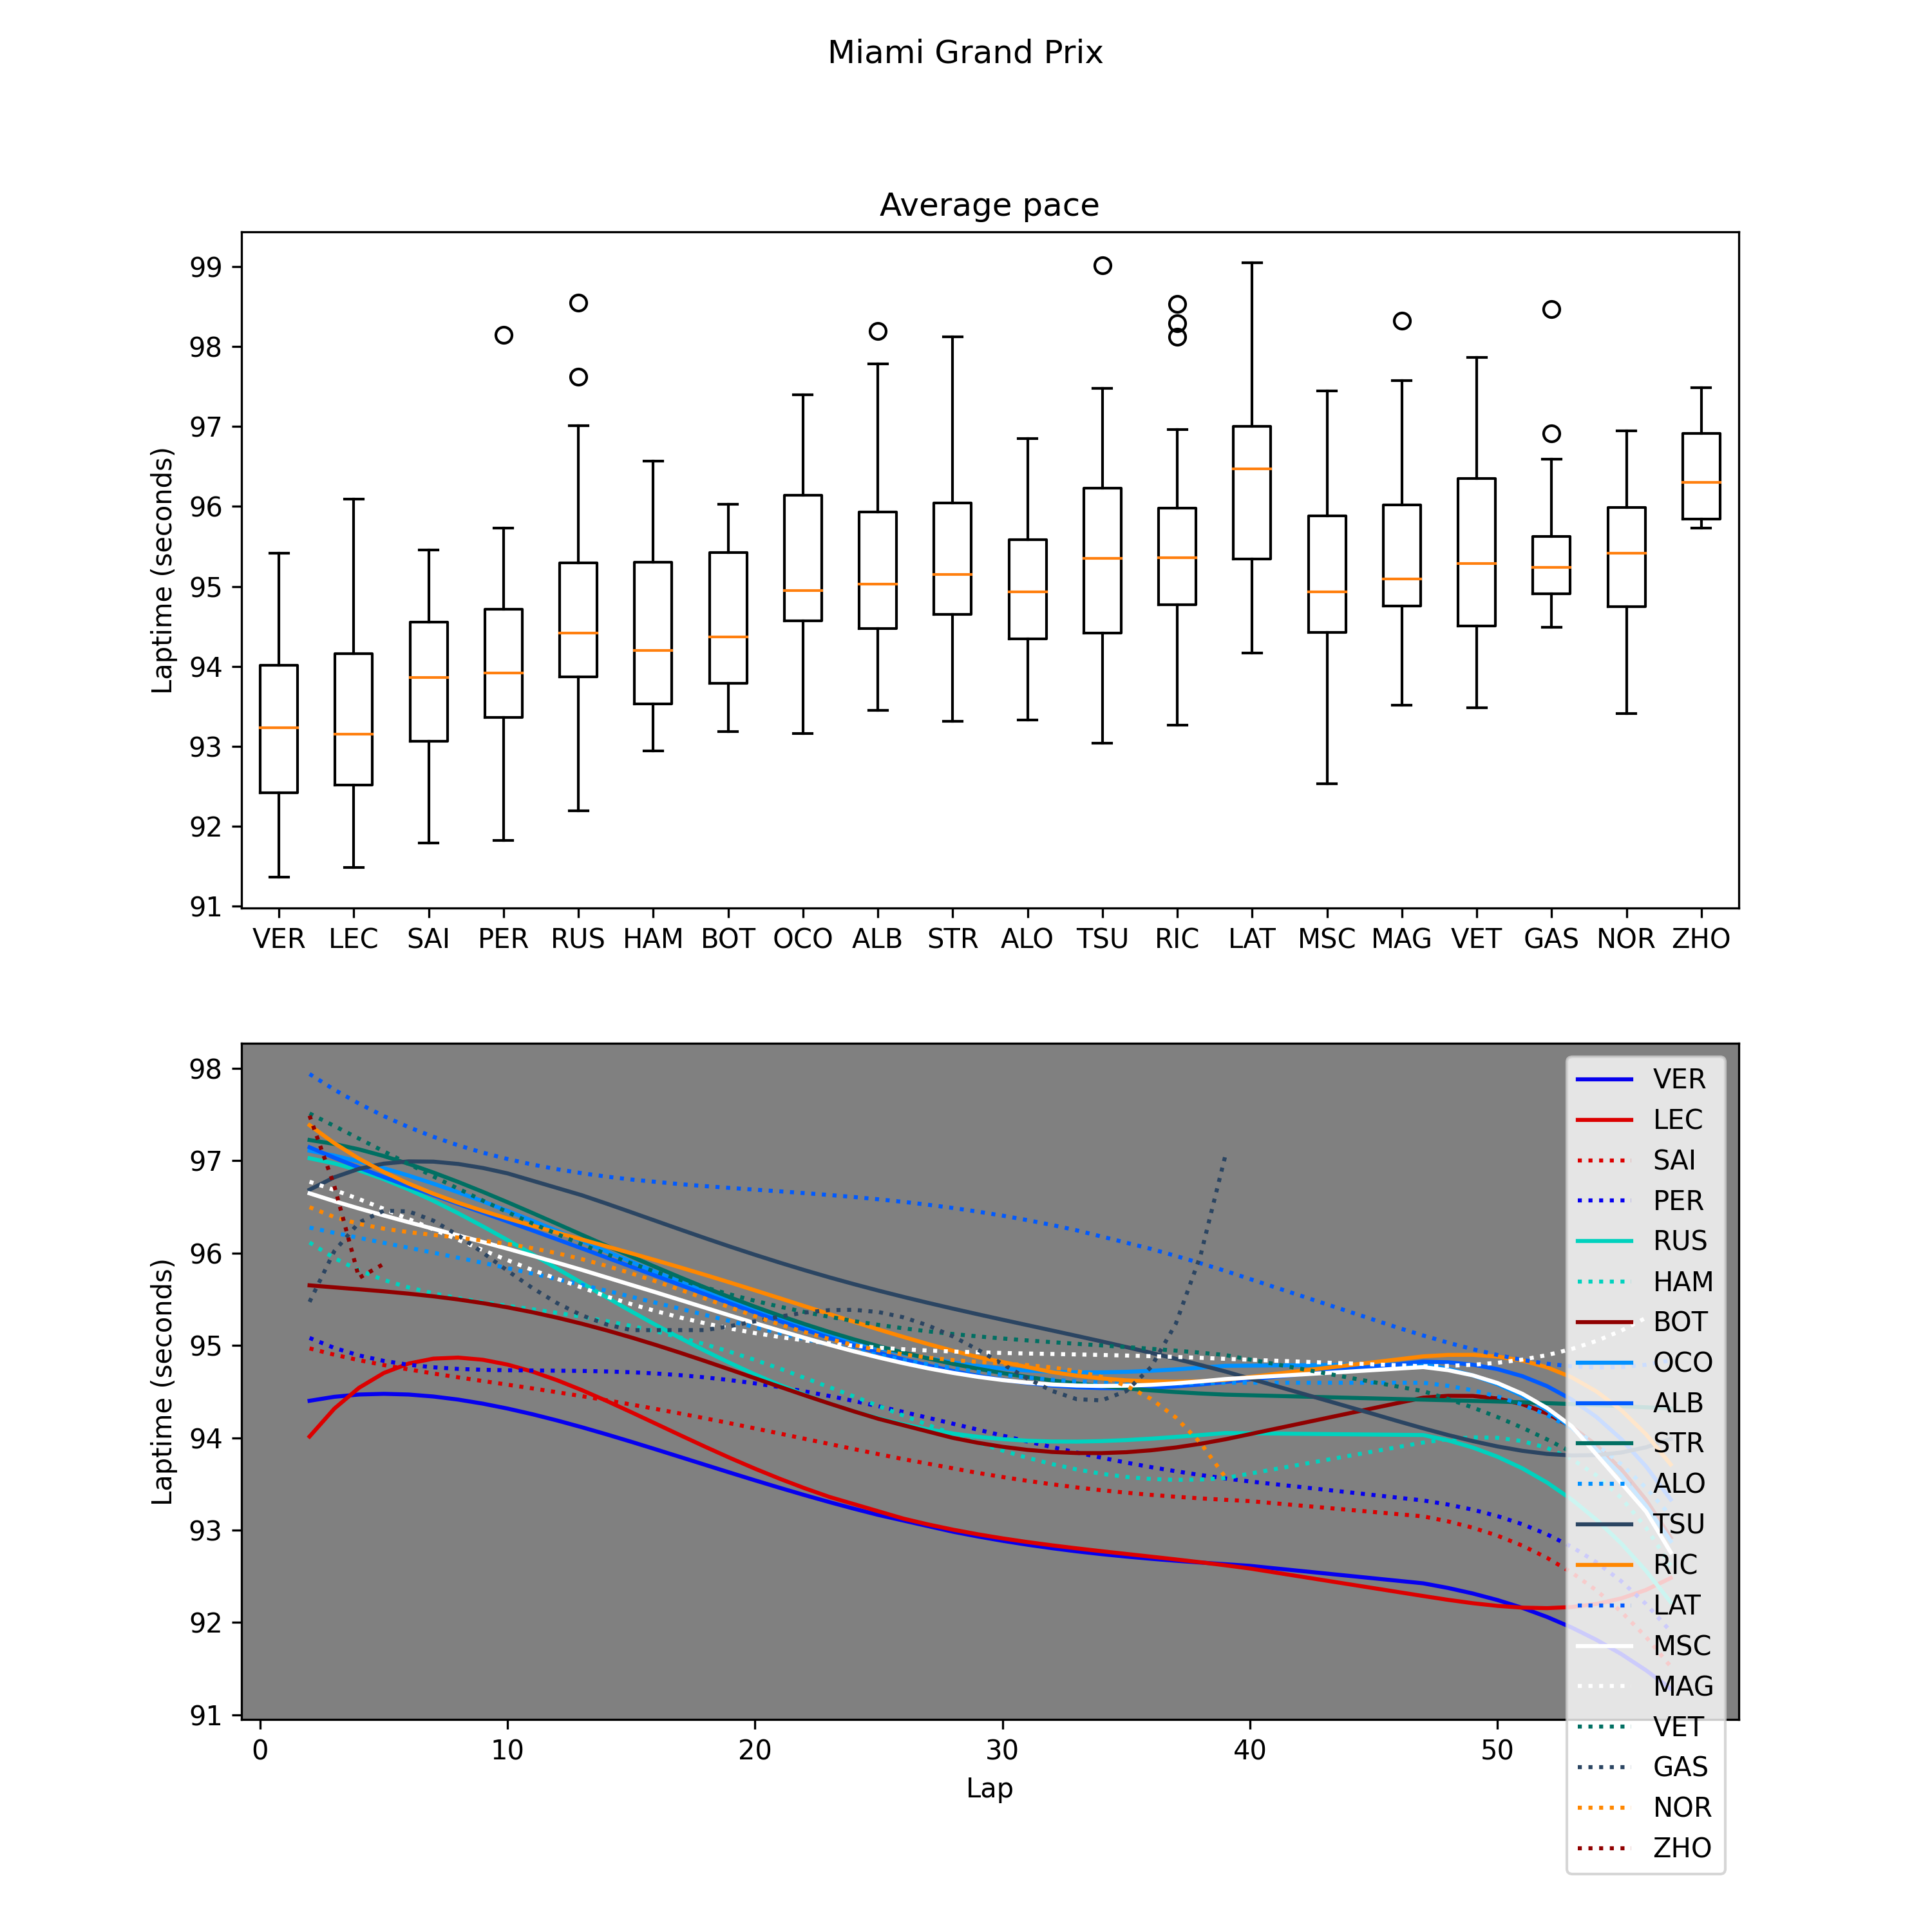 Miami Grand Prix
Average pace
Laptime (seconds)
99
98
97
96
95
94
93
92
91
VER LEC SAI PER RUS HAM BOT OCO ALB STR ALO TSU RIC LAT MSC MAG VET GAS NOR ZHO
Laptime (seconds)
98
97
96
95
94
93
92
91
0 10 20 30 40 50
Lap
VER
LEC
SAI
PER
RUS
HAM
BOT
OCO
ALB
STR
ALO
TSU
RIC
LAT
MSC
MAG
VET
GAS
NOR
ZHO